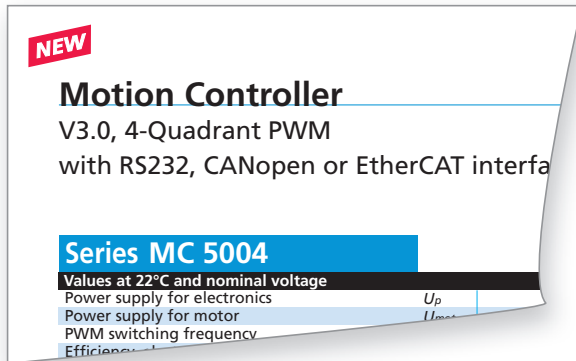 NEW
Motion Controller
V3.0, 4-Quadrant PWM
with RS232, CANopen or EtherCAT
Series MC 5004
Values at 22°C and nominal voltage
Power supply for electronics Up
Power supply for motor
PWM switching frequency